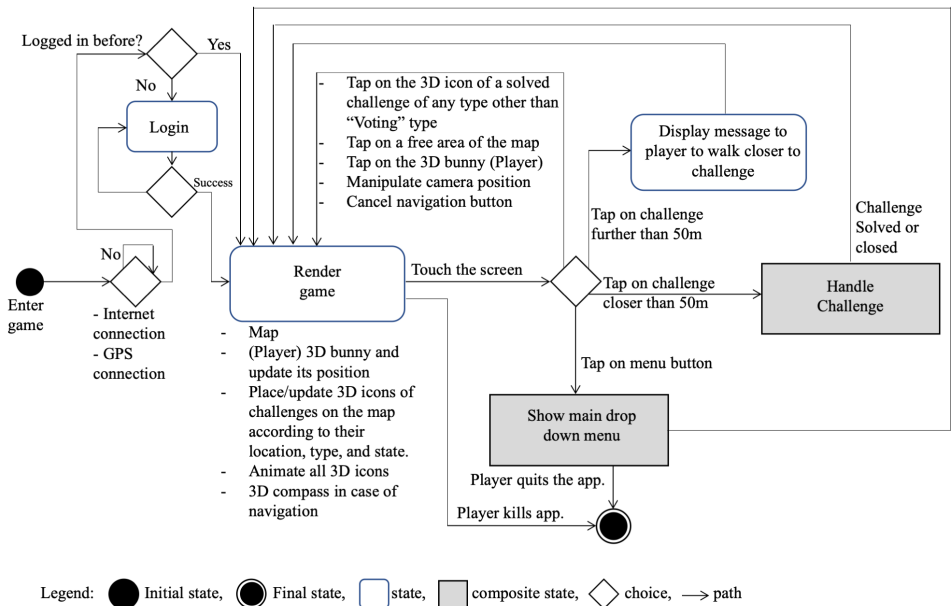 Logged in before?
Yes
No
Login
Success
No
Enter
game
- Internet
connection
- GPS
connection
- Tap on the 3D icon of a solved
challenge of any type other than
“Voting” type
- Tap on a free area of the map
- Tap on the 3D bunny (Player)
- Manipulate camera position
- Cancel navigation button
Display message to
player to walk closer to
challenge
Tap on challenge
further than 50m
Challenge
Solved or
closed
Render
game
Touch the screen
Tap on challenge
closer than 50m
Handle
Challenge
- Map
- (Player) 3D bunny and
update its position
- Place/update 3D icons of
challenges on the map
according to their
location, type, and state.
- Animate all 3D icons
- 3D compass in case of
navigation
Tap on menu button
Show main drop
down menu
Player quits the app.
Player kills app.
Legend: Initial state, Final state, state, composite state, choice, path